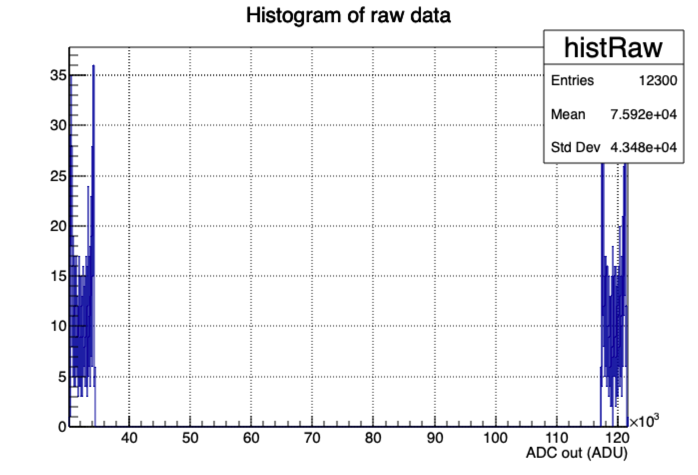 Histogram of raw data
histRaw
Entries 12300
Mean 7.592e+04
Std Dev 4.348e+04
35
30
25
20
15
10
5
0
40 50 60 70 80 90 100 110 120
×10³
ADC out (ADU)